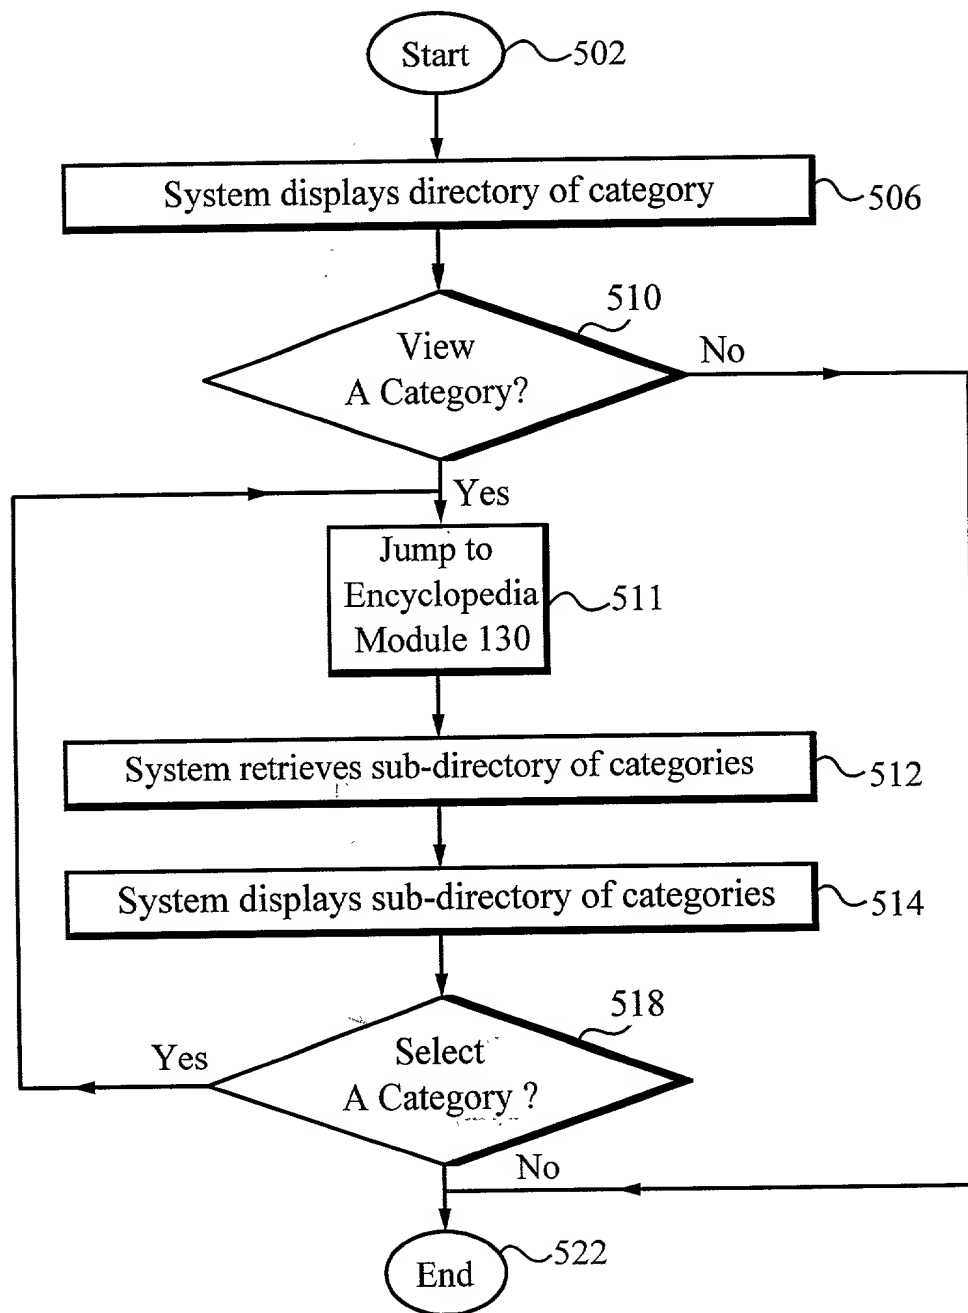 Start
502
System displays directory of category
506
510
View
A Category?
No
Yes
Jump to
Encyclopedia
Module 130
511
System retrieves sub-directory of categories
512
System displays sub-directory of categories
514
518
Select
A Category ?
Yes
No
End
522